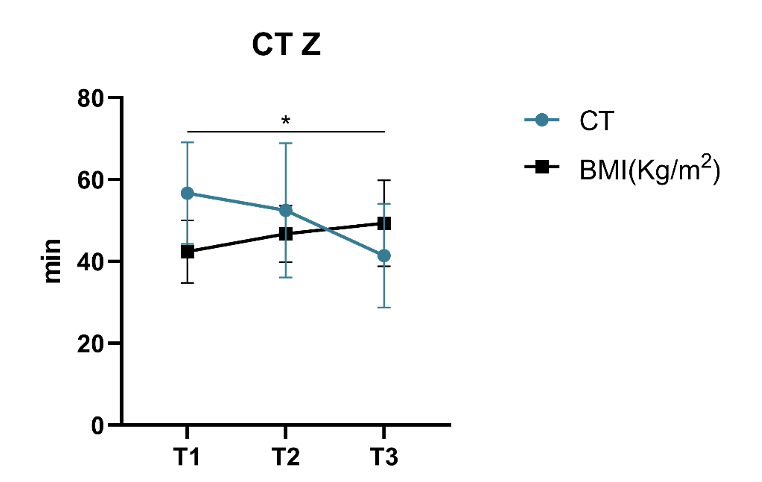 CT Z
80
60
40
20
0
min
*
T1 T2 T3
CT
BMI(Kg/m²)